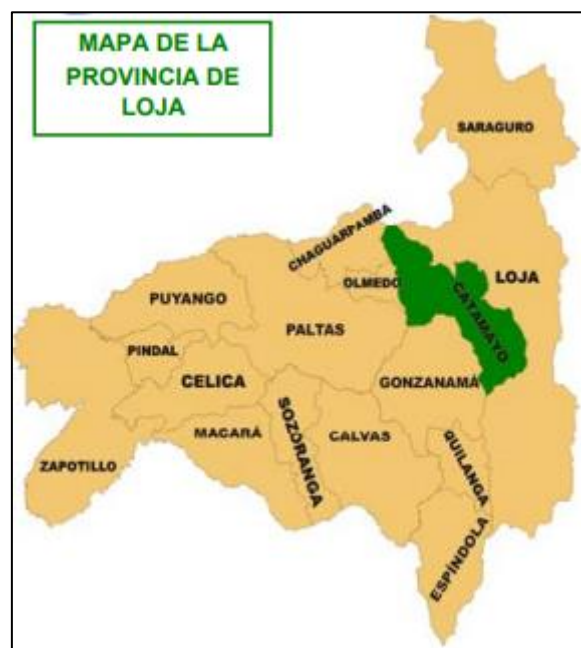 MAPA DE LA
PROVINCIA DE
LOJA
SARAGURO
CHAGUARPAMBA
LOJA
OLMEDO
CATAMAYO
PUYANGO
PALTAS
PINDAL
CELICA
GONZANAMÁ
SOZORANGA
MACARÁ
CALVAS
QUILANGA
ZAPOTILLO
ESPÍNDOLA